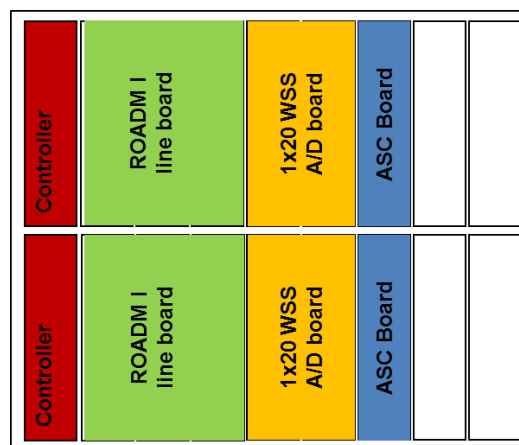 Controller
ROADM I
line board
1x20 WSS
A/D board
ASC Board
Controller
ROADM I
line board
1x20 WSS
A/D board
ASC Board